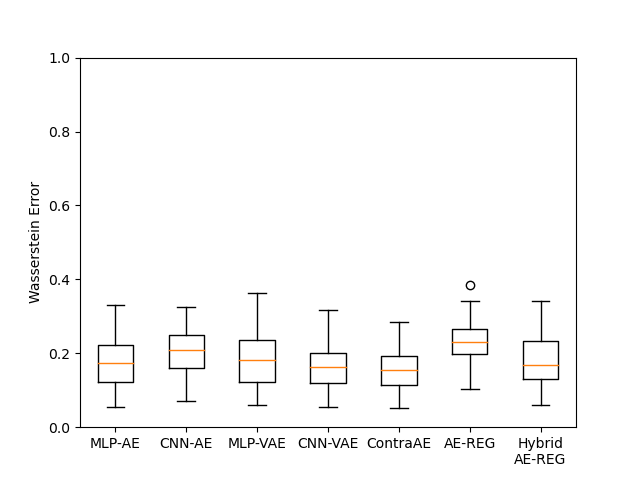 1.0
0.8
0.6
0.4
0.2
0.0
Wasserstein Error
MLP-AE CNN-AE MLP-VAE CNN-VAE ContraAE AE-REG Hybrid
AE-REG